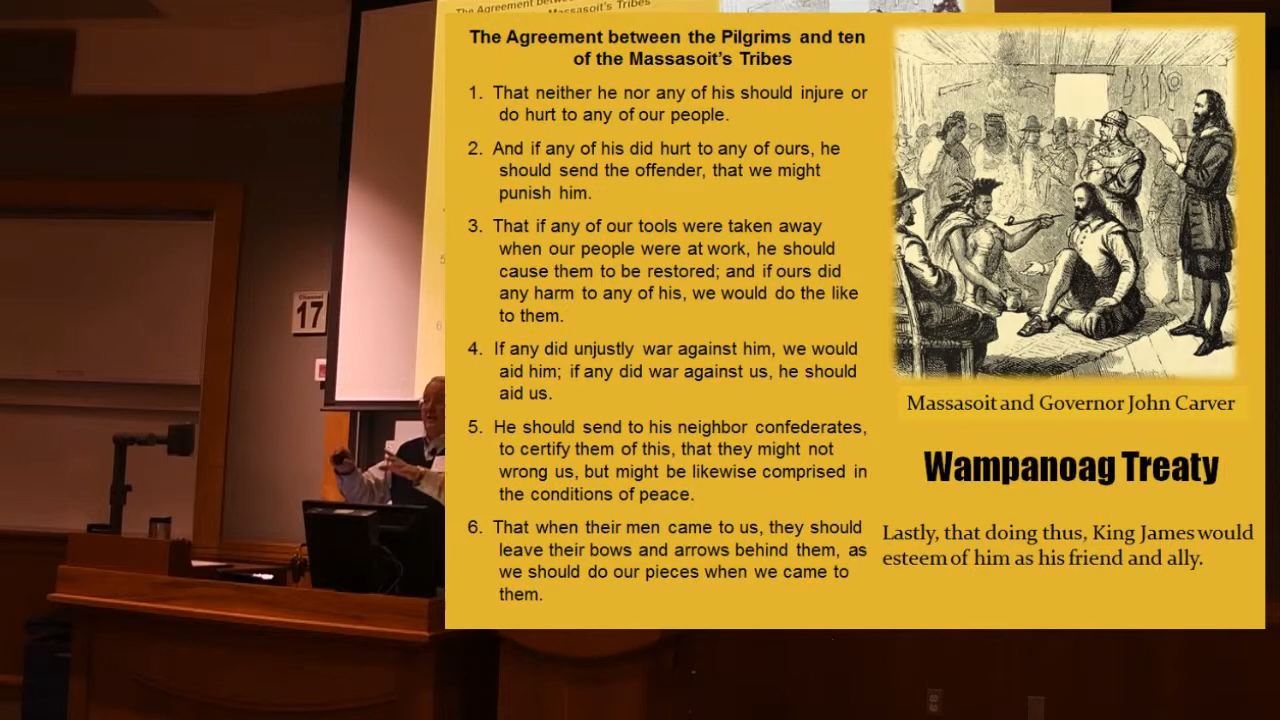 The Agreement between
Massasoit's Tribes
The Agreement between the Pilgrims and ten
of the Massasoit's Tribes
1. That neither he nor any of his should injure or
do hurt to any of our people.
2. And if any of his did hurt to any of ours, he
should send the offender, that we might
punish him.
3. That if any of our tools were taken away
when our people were at work, he should
cause them to be restored; and if ours did
any harm to any of his, we would do the like
to them.
4. If any did unjustly war against him, we would
aid him; if any did war against us, he should
aid us.
5. He should send to his neighbor confederates,
to certify them of this, that they might not
wrong us, but might be likewise comprised in
the conditions of peace.
6. That when their men came to us, they should
leave their bows and arrows behind them, as
we should do our pieces when we came to
them.
Massasoit and Governor John Carver
Wampanoag Treaty
Lastly, that doing thus, King James would
esteem of him as his friend and ally.
Channel
17
5
6